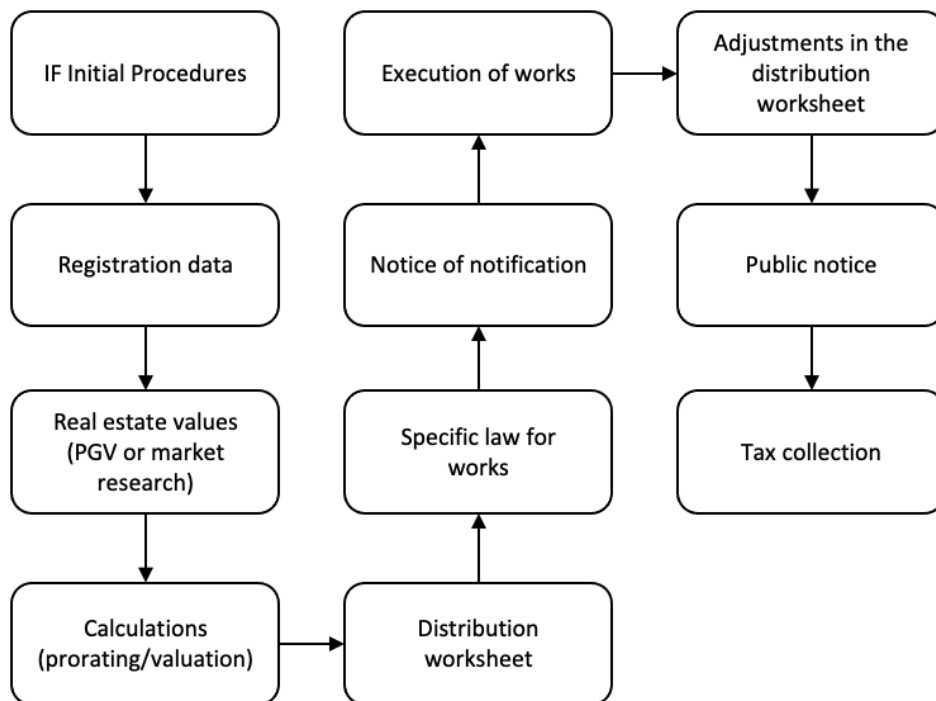 IF Initial Procedures
Registration data
Real estate values
(PGV or market
research)
Calculations
(prorating/valuation)
Distribution
worksheet
Specific law for
works
Notice of notification
Execution of works
Adjustments in the
distribution
worksheet
Public notice
Tax collection